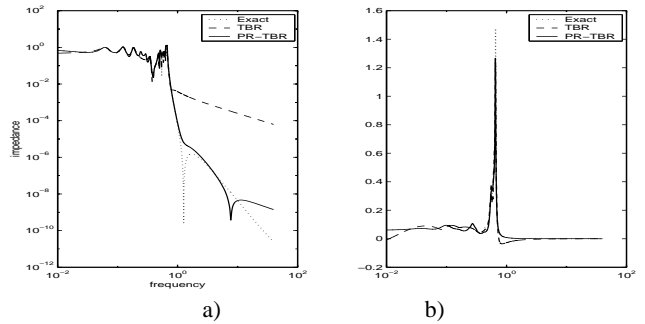 10^2
10^0
10^−2
10^−4
10^−6
10^−8
10^−10
10^−12
impedance
10^−2
10^0
10^2
frequency
Exact
TBR
PR−TBR
a)
1.6
1.4
1.2
1
0.8
0.6
0.4
0.2
0
−0.2
10^−2
10^0
10^2
Exact
TBR
PR−TBR
b)